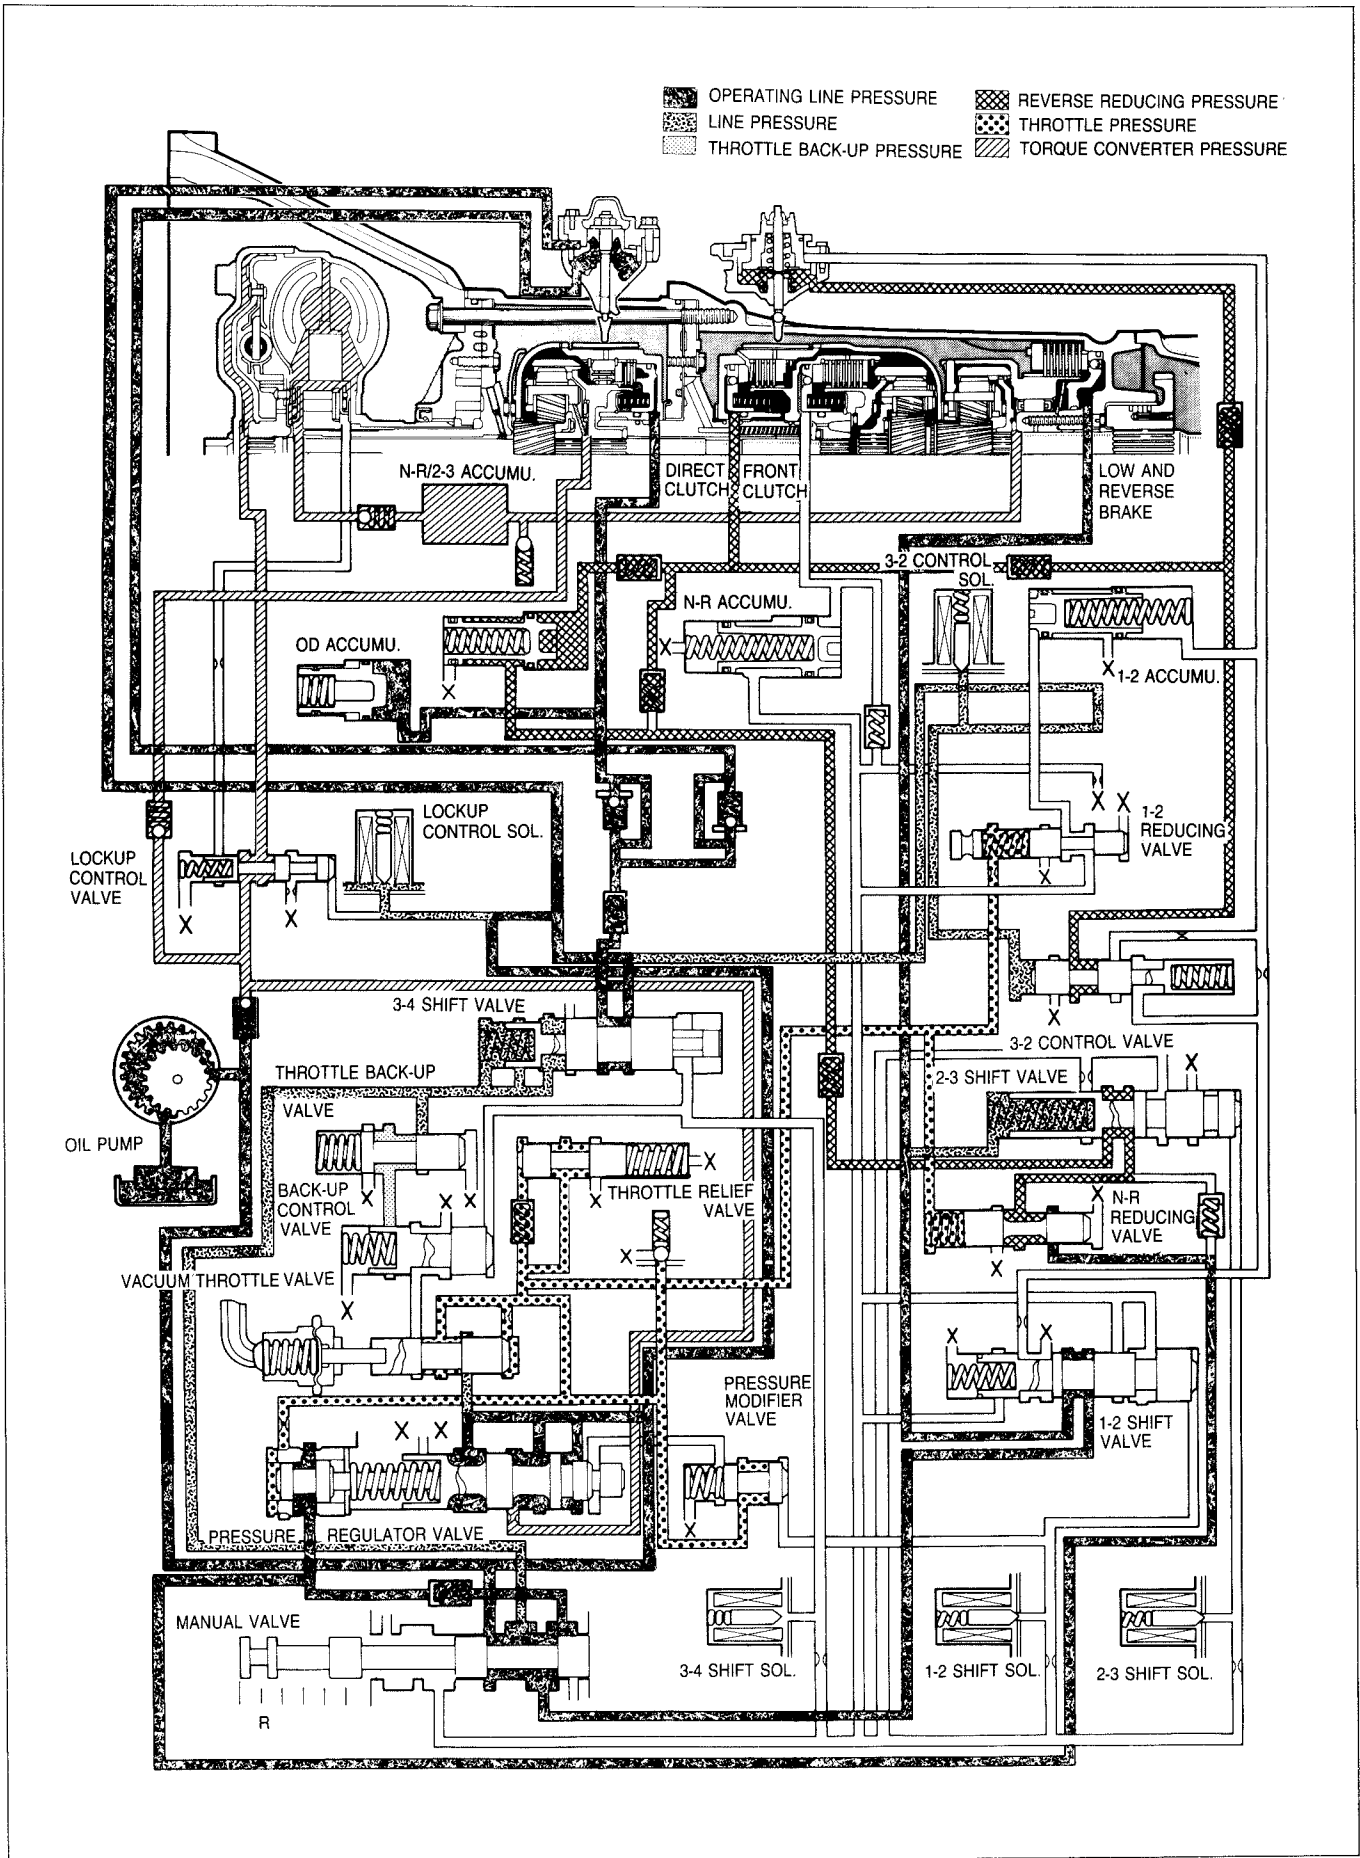 OPERATING LINE PRESSURE
LINE PRESSURE
THROTTLE BACK-UP PRESSURE
REVERSE REDUCING PRESSURE
THROTTLE PRESSURE
TORQUE CONVERTER PRESSURE
N-R/2-3 ACCUMU.
DIRECT
CLUTCH
FRONT
CLUTCH
LOW AND
REVERSE
BRAKE
3-2 CONTROL
SOL.
N-R ACCUMU.
OD ACCUMU.
X
X
X
1-2 ACCUMU.
LOCKUP
CONTROL SOL.
X
X
1-2
REDUCING
VALVE
LOCKUP
CONTROL
VALVE
X
X
X
X
3-4 SHIFT VALVE
X
3-2 CONTROL VALVE
THROTTLE BACK-UP
VALVE
2-3 SHIFT VALVE
X
OIL PUMP
X
X
X
BACK-UP
CONTROL
VALVE
X
X
X
THROTTLE RELIEF
VALVE
X
N-R
REDUCING
VALVE
X
X
X
VACUUM THROTTLE VALVE
X
X
X
PRESSURE
MODIFIER
VALVE
1-2 SHIFT
VALVE
X
X
X
PRESSURE REGULATOR VALVE
MANUAL VALVE
R
3-4 SHIFT SOL.
1-2 SHIFT SOL.
2-3 SHIFT SOL.